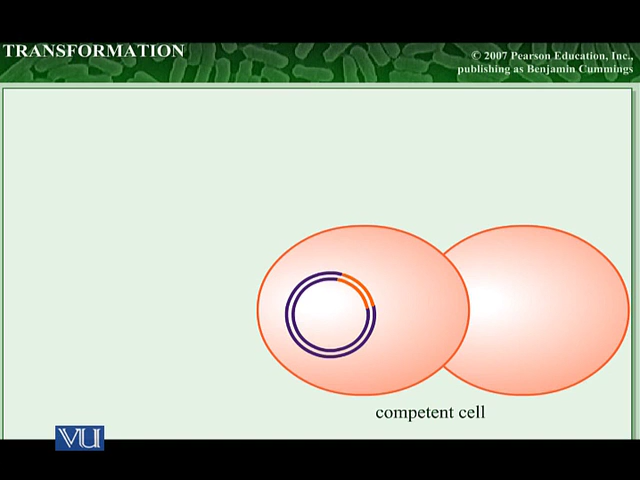 TRANSFORMATION
© 2007 Pearson Education, Inc.,
publishing as Benjamin Cummings
competent cell
VU